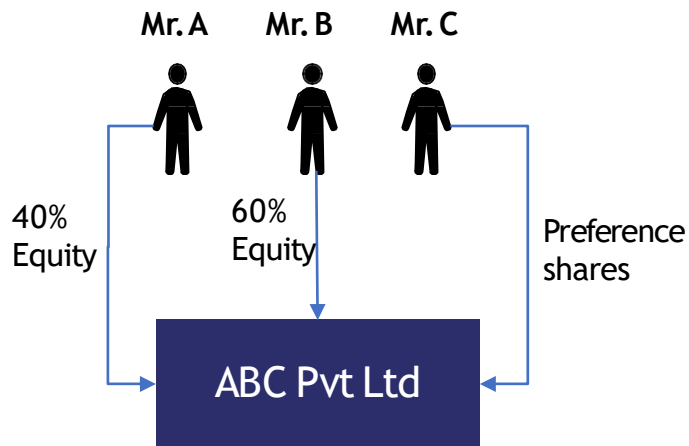 Mr. A
Mr. B
Mr. C
40%
Equity
60%
Equity
Preference
shares
ABC Pvt Ltd